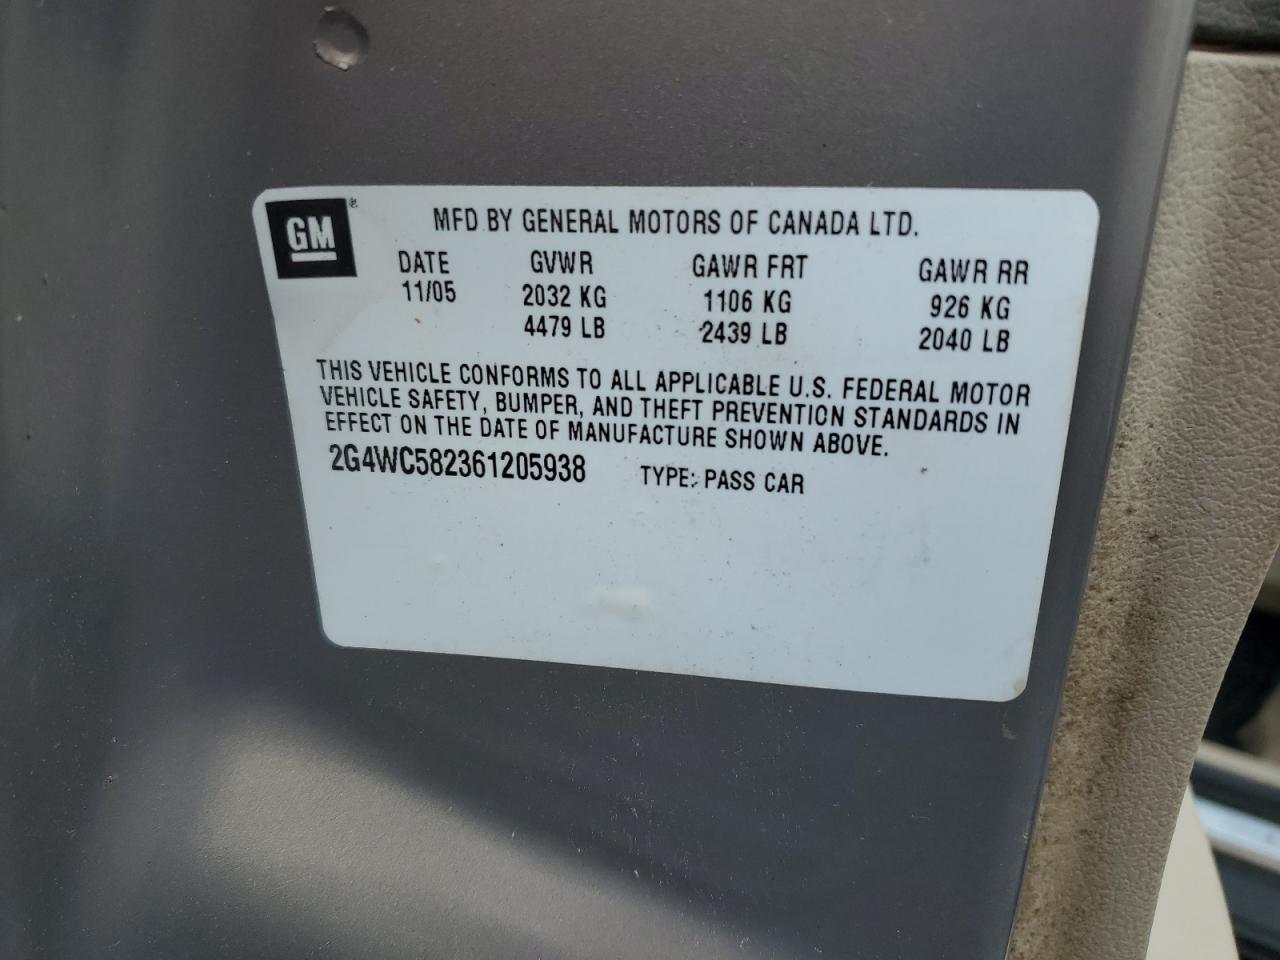 GM®
MFD BY GENERAL MOTORS OF CANADA LTD.
DATE GVWR GAWR FRT GAWR RR
11/05 2032 KG 1106 KG 926 KG
4479 LB 2439 LB 2040 LB
THIS VEHICLE CONFORMS TO ALL APPLICABLE U.S. FEDERAL MOTOR
VEHICLE SAFETY, BUMPER, AND THEFT PREVENTION STANDARDS IN
EFFECT ON THE DATE OF MANUFACTURE SHOWN ABOVE.
2G4WC582361205938 TYPE: PASS CAR